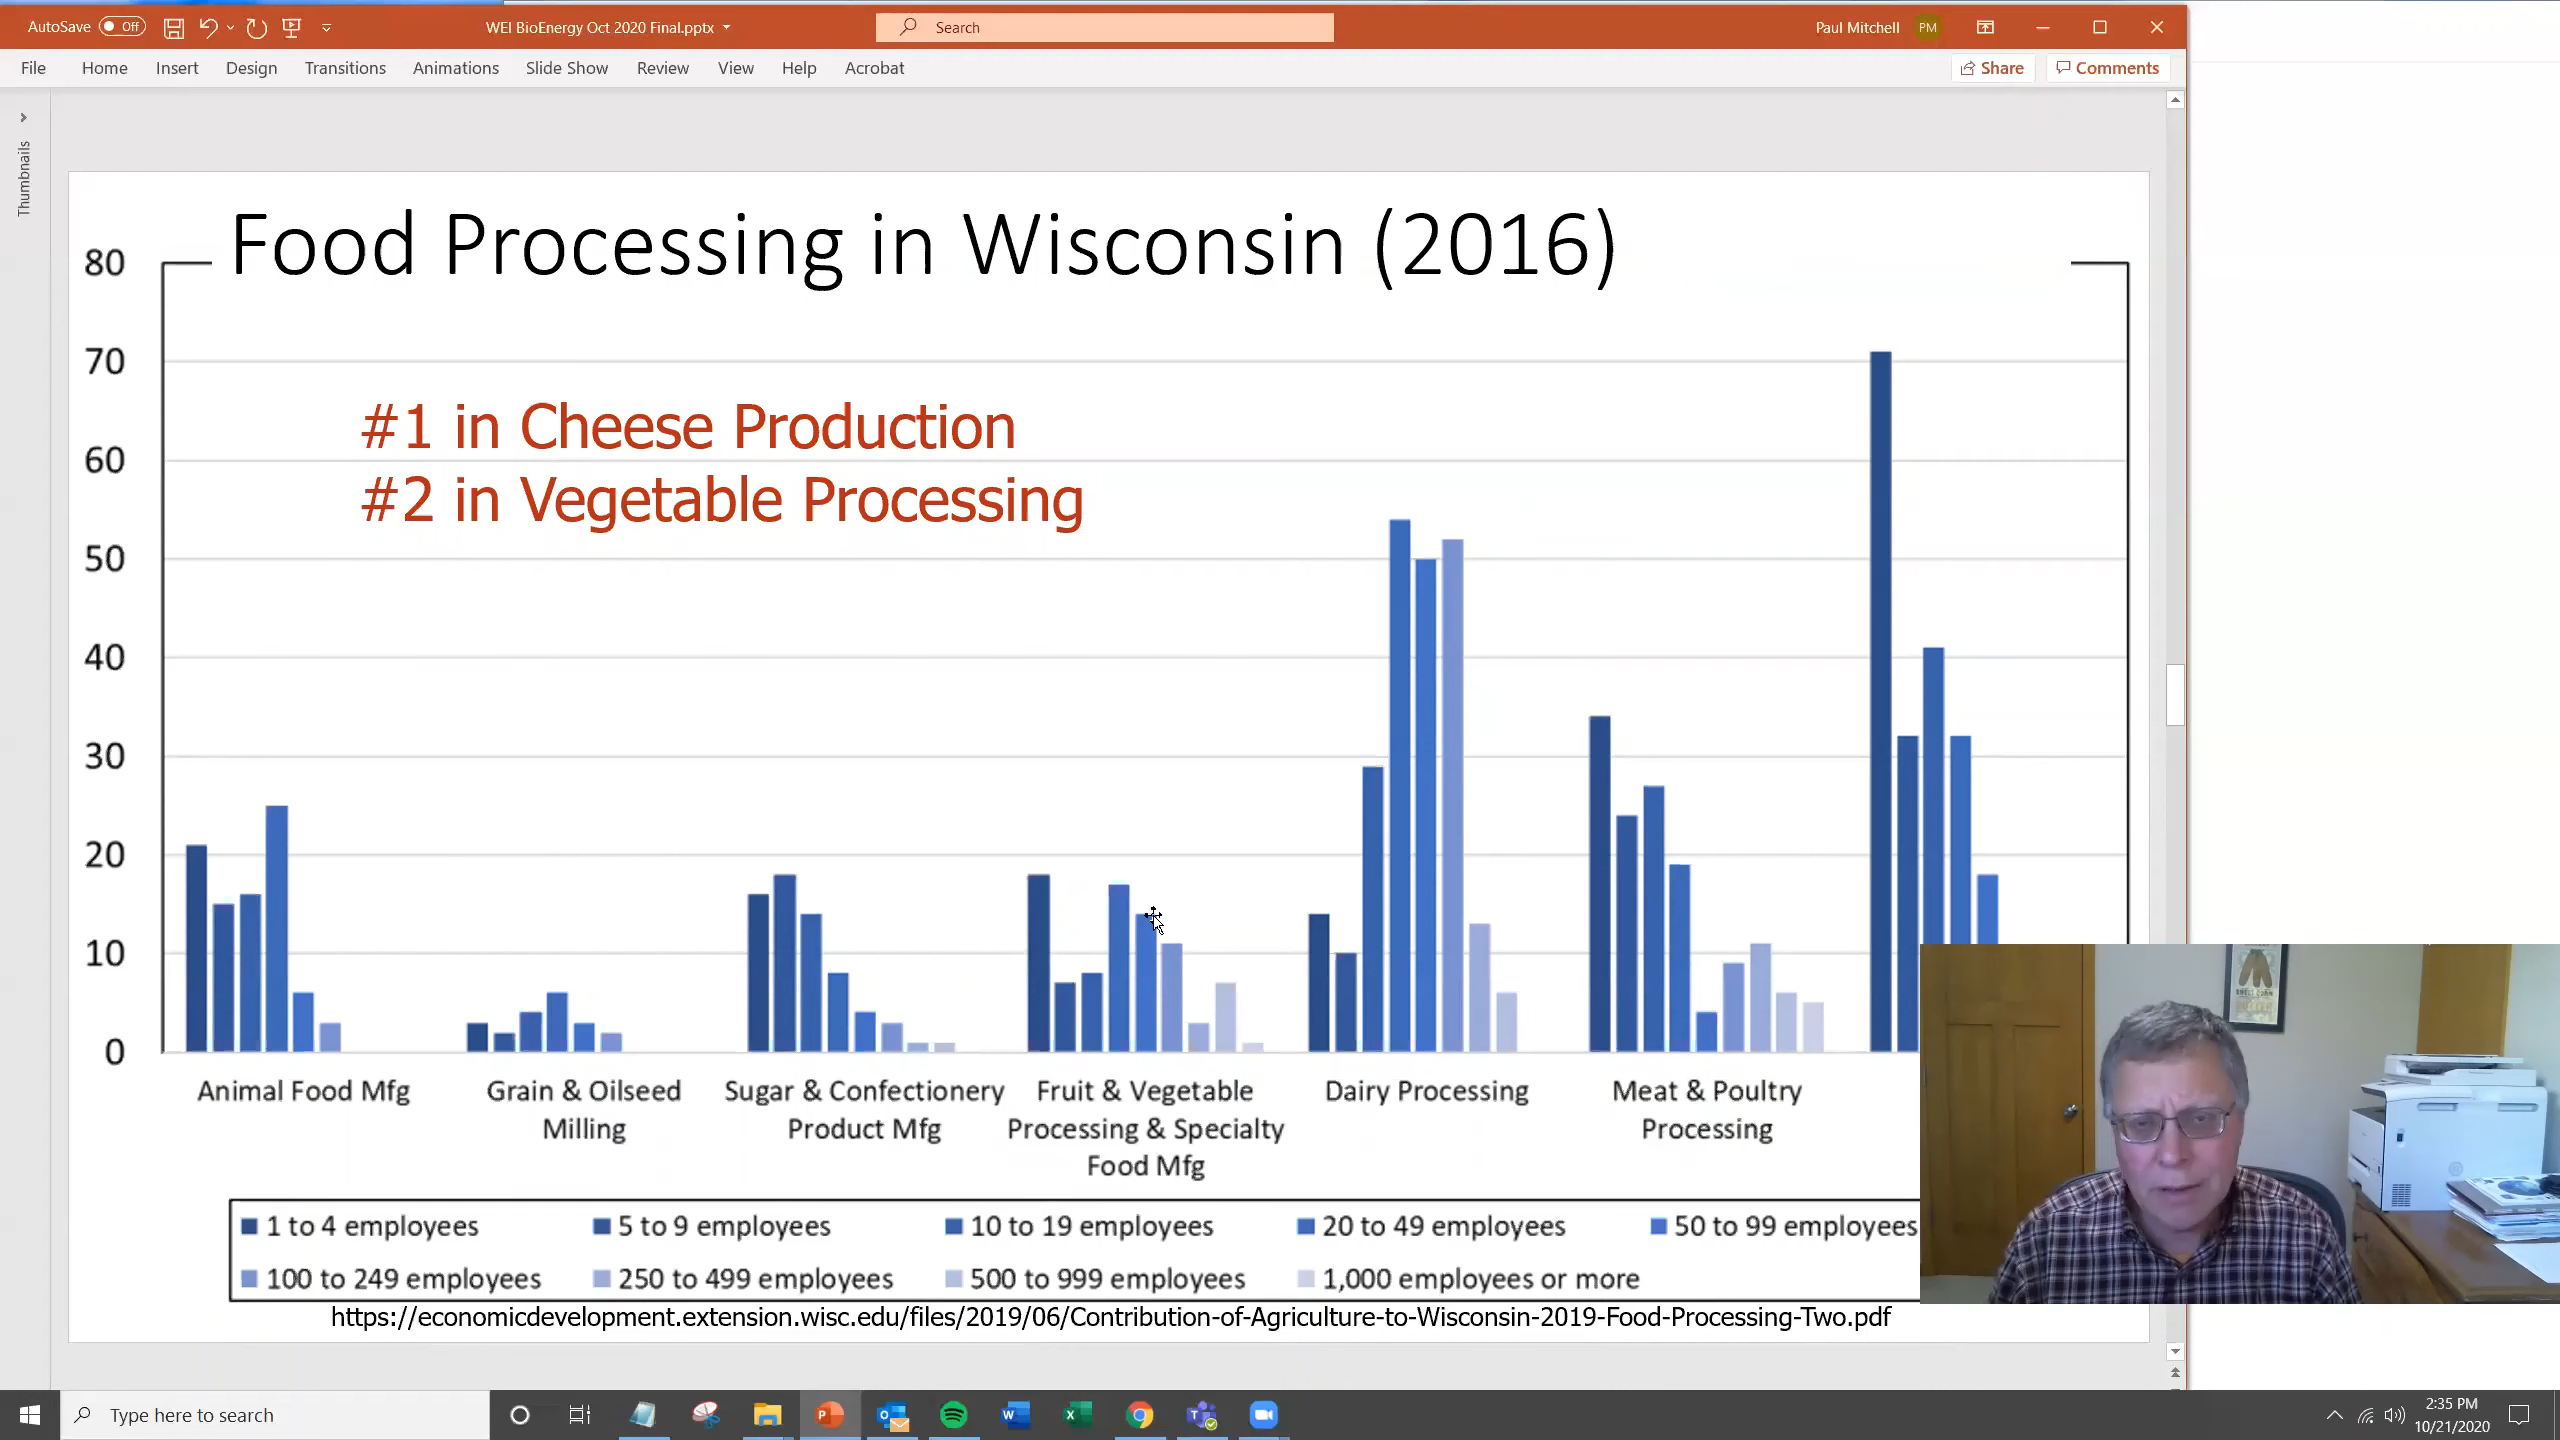 AutoSave Off WEI BioEnergy Oct 2020 Final.pptx Search Paul Mitchell PM
File Home Insert Design Transitions Animations Slide Show Review View Help Acrobat Share Comments
Thumbnails
Food Processing in Wisconsin (2016)
80
70
#1 in Cheese Production
60
#2 in Vegetable Processing
50
40
30
20
10
0
Animal Food Mfg
Grain & Oilseed
Milling
Sugar & Confectionery
Product Mfg
Fruit & Vegetable
Processing & Specialty
Food Mfg
Dairy Processing
Meat & Poultry
Processing
1 to 4 employees 5 to 9 employees 10 to 19 employees 20 to 49 employees 50 to 99 employees
100 to 249 employees 250 to 499 employees 500 to 999 employees 1,000 employees or more
https://economicdevelopment.extension.wisc.edu/files/2019/06/Contribution-of-Agriculture-to-Wisconsin-2019-Food-Processing-Two.pdf
Type here to search
2:35 PM
10/21/2020